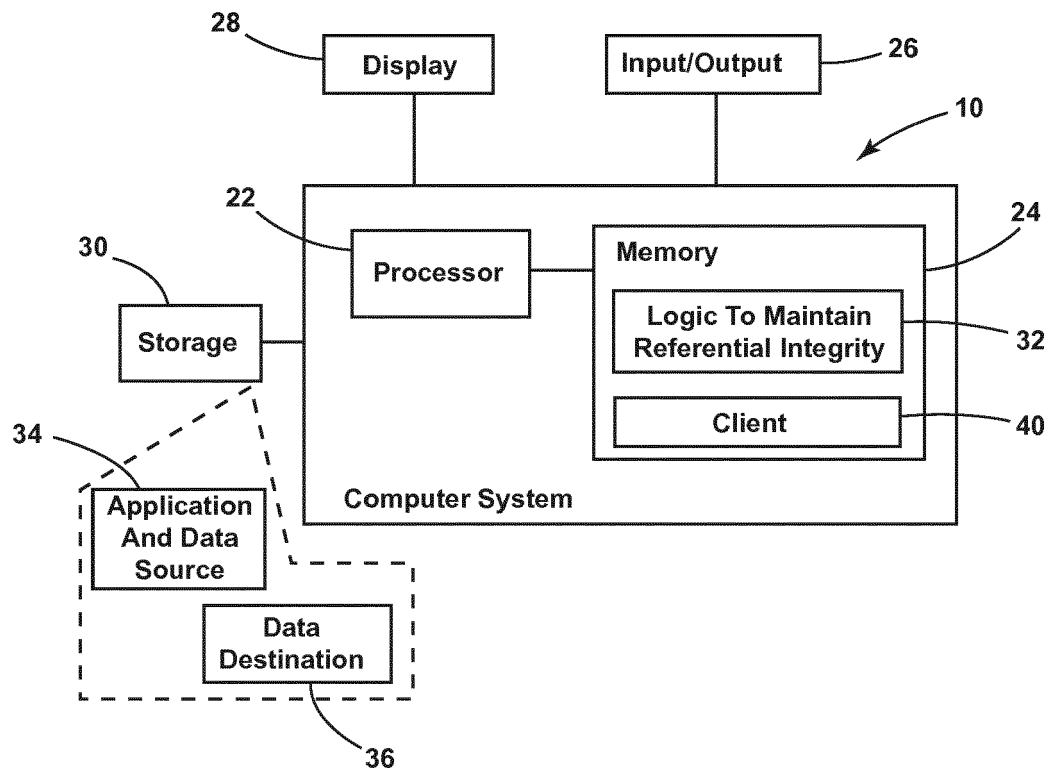 28
Display
Input/Output
26
10
22
24
30
Processor
Memory
Storage
Logic To Maintain
Referential Integrity
32
34
Client
40
Application
And Data
Source
Computer System
Data
Destination
36